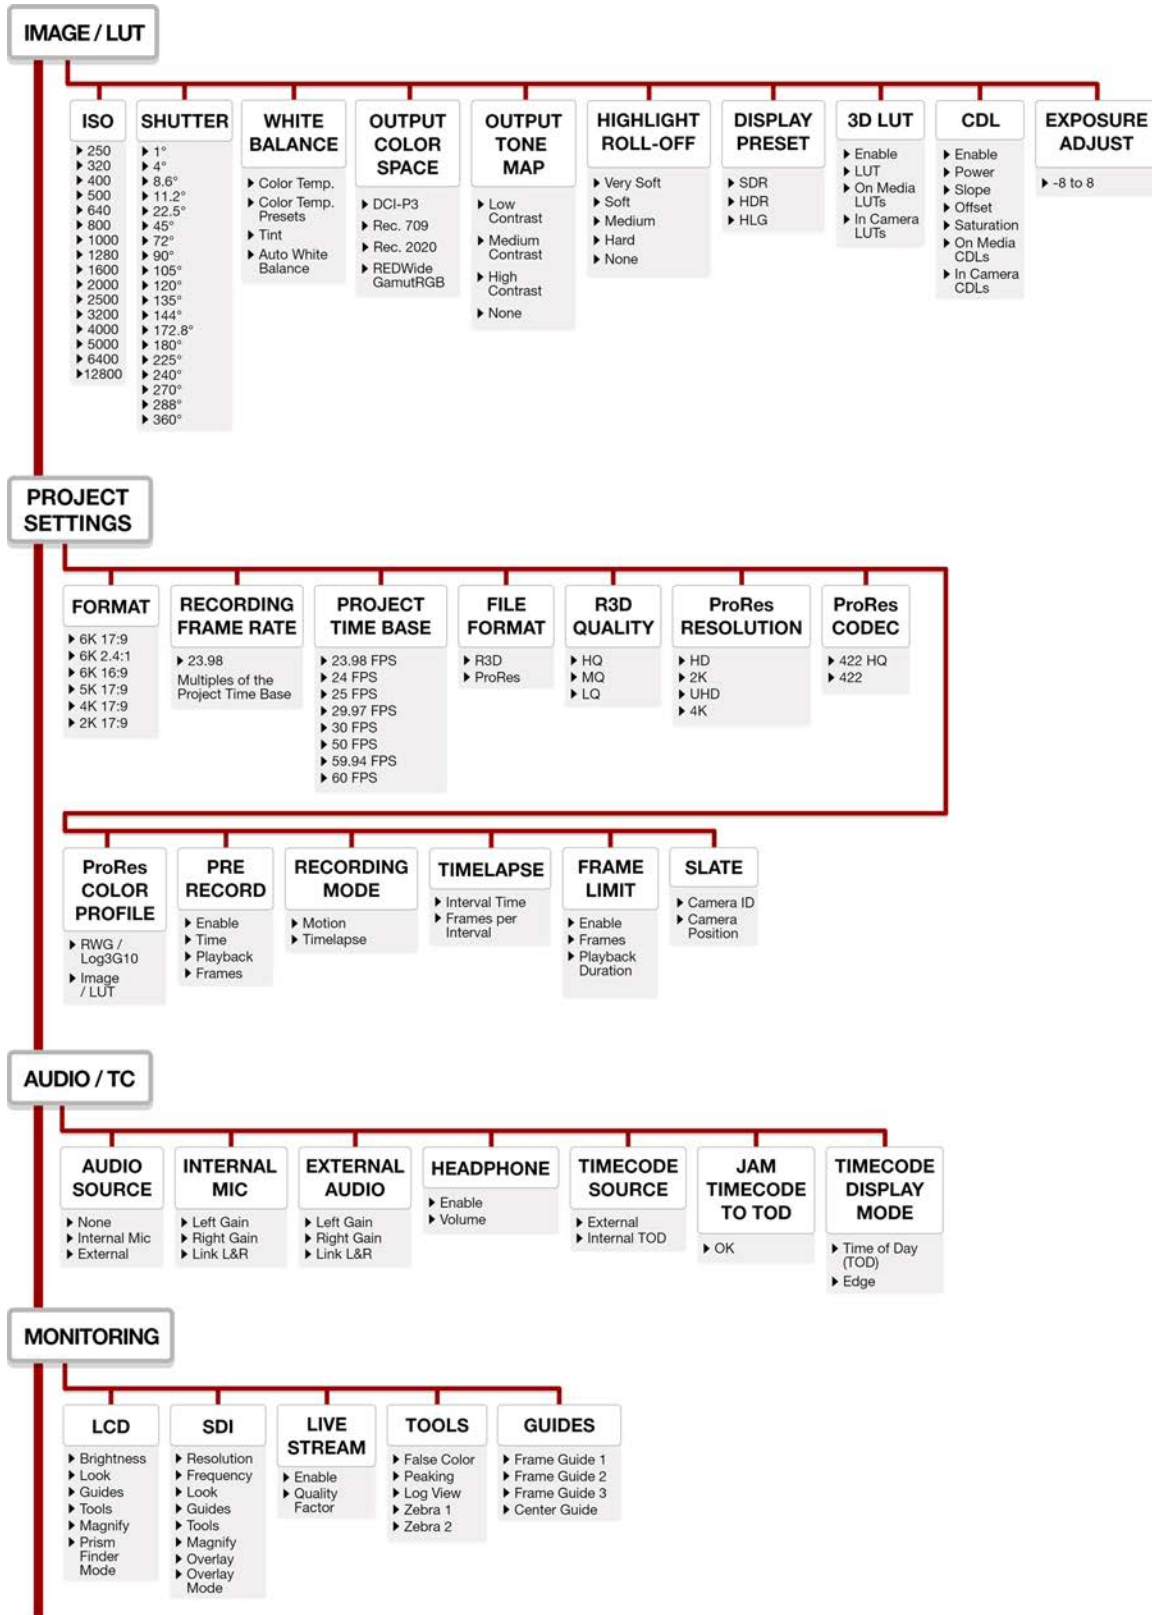 IMAGE / LUT
ISO
250
320
400
500
640
800
1000
1280
1600
2000
2500
3200
4000
5000
6400
12800
SHUTTER
1°
4°
8.6°
11.2°
22.5°
45°
72°
90°
105°
120°
135°
144°
172.8°
180°
225°
240°
270°
288°
360°
WHITE
BALANCE
Color Temp.
Color Temp.
Presets
Tint
Auto White
Balance
OUTPUT
COLOR
SPACE
DCI-P3
Rec. 709
Rec. 2020
REDWide
GamutRGB
OUTPUT
TONE
MAP
Low
Contrast
Medium
Contrast
High
Contrast
None
HIGHLIGHT
ROLL-OFF
Very Soft
Soft
Medium
Hard
None
DISPLAY
PRESET
SDR
HDR
HLG
3D LUT
Enable
LUT
On Media
LUTs
In Camera
LUTs
CDL
Enable
Power
Slope
Offset
Saturation
On Media
CDLs
In Camera
CDLs
EXPOSURE
ADJUST
-8 to 8
PROJECT
SETTINGS
FORMAT
6K 17:9
6K 2.4:1
6K 16:9
5K 17:9
4K 17:9
2K 17:9
RECORDING
FRAME RATE
23.98
Multiples of the
Project Time Base
PROJECT
TIME BASE
23.98 FPS
24 FPS
25 FPS
29.97 FPS
30 FPS
50 FPS
59.94 FPS
60 FPS
FILE
FORMAT
R3D
ProRes
R3D
QUALITY
HQ
MQ
LQ
ProRes
RESOLUTION
HD
2K
UHD
4K
ProRes
CODEC
422 HQ
422
ProRes
COLOR
PROFILE
RWG /
Log3G10
Image
/ LUT
PRE
RECORD
Enable
Time
Playback
Frames
RECORDING
MODE
Motion
Timelapse
TIMELAPSE
Interval Time
Frames per
Interval
FRAME
LIMIT
Enable
Frames
Playback
Duration
SLATE
Camera ID
Camera
Position
AUDIO / TC
AUDIO
SOURCE
None
Internal Mic
External
INTERNAL
MIC
Left Gain
Right Gain
Link L&R
EXTERNAL
AUDIO
Left Gain
Right Gain
Link L&R
HEADPHONE
Enable
Volume
TIMECODE
SOURCE
External
Internal TOD
JAM
TIMECODE
TO TOD
OK
TIMECODE
DISPLAY
MODE
Time of Day
(TOD)
Edge
MONITORING
LCD
Brightness
Look
Guides
Tools
Magnify
Prism
Finder
Mode
SDI
Resolution
Frequency
Look
Guides
Tools
Magnify
Overlay
Overlay
Mode
LIVE
STREAM
Enable
Quality
Factor
TOOLS
False Color
Peaking
Log View
Zebra 1
Zebra 2
GUIDES
Frame Guide 1
Frame Guide 2
Frame Guide 3
Center Guide